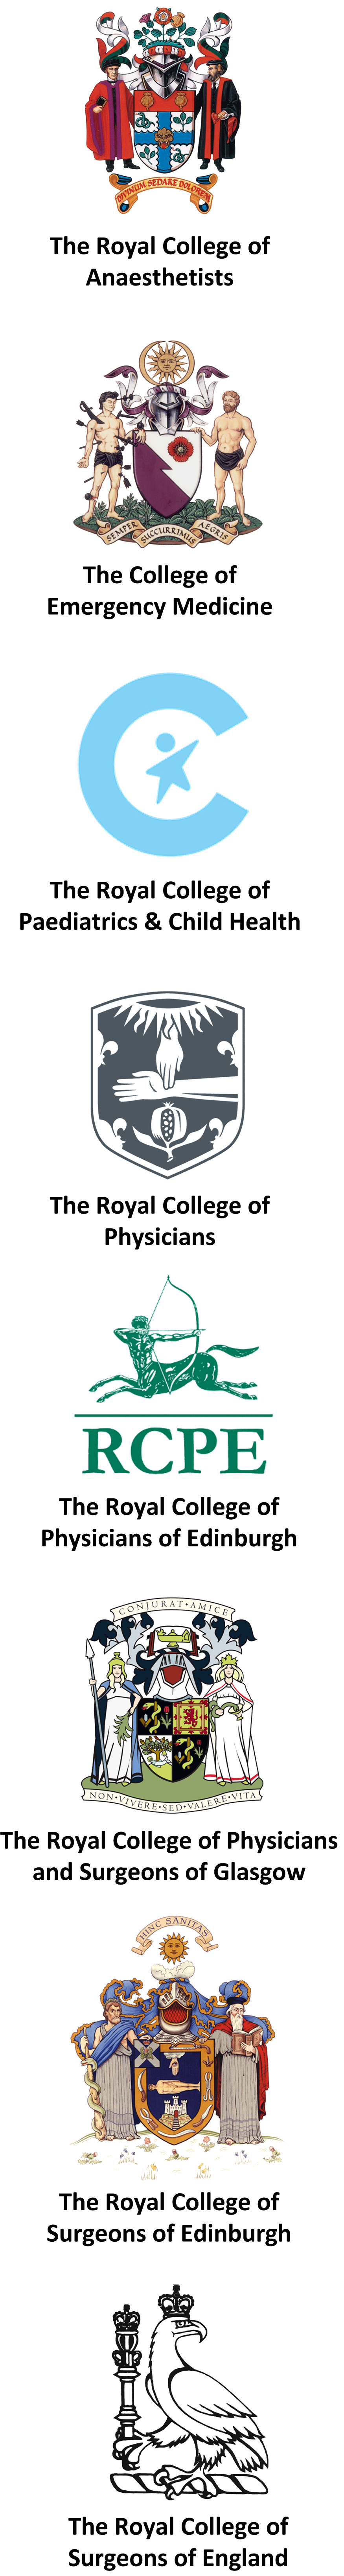 DIVINUM SEDARE DOLOREM
The Royal College of
Anaesthetists
SEMPER SUCCURRIMUS AEGRIS
The College of
Emergency Medicine
The Royal College of
Paediatrics & Child Health
The Royal College of
Physicians
RCPE
The Royal College of
Physicians of Edinburgh
CONJURAT·AMICE
NON·VIVERE·SED·VALERE·VITA
The Royal College of Physicians
and Surgeons of Glasgow
HINC SANITAS
The Royal College of
Surgeons of Edinburgh
The Royal College of
Surgeons of England